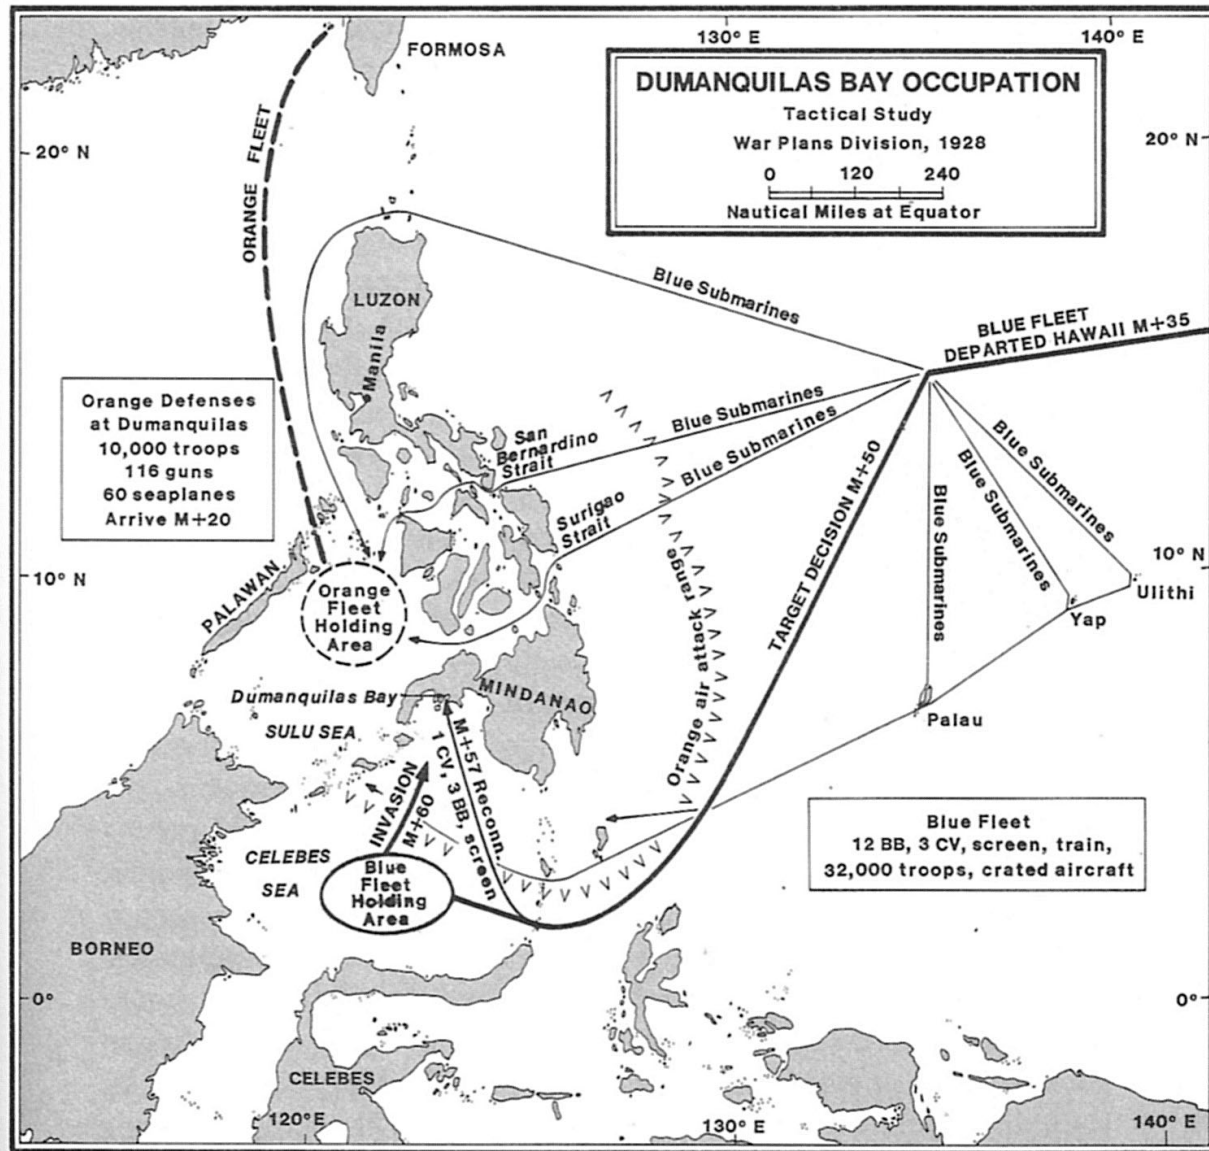 130° E
140° E
FORMOSA
DUMANQUILAS BAY OCCUPATION
Tactical Study
War Plans Division, 1928
0 120 240
Nautical Miles at Equator
20° N
20° N
ORANGE FLEET
LUZON
Manila
Blue Submarines
BLUE FLEET
DEPARTED HAWAII M+35
Orange Defenses
at Dumanquilas
10,000 troops
116 guns
60 seaplanes
Arrive M+20
San
Bernardino
Strait
Blue Submarines
Blue Submarines
Surigao
Strait
TARGET DECISION M+50
Blue Submarines
Blue Submarines
Blue Submarines
Orange air attack range
10° N
10° N
PALAWAN
Orange
Fleet
Holding
Area
Ulithi
Yap
Palau
Dumanquilas Bay
MINDANAO
SULU SEA
M+57 Reconn.
1 CV, 3 BB, screen
INVASION
M+60
CELEBES
SEA
Blue
Fleet
Holding
Area
Blue Fleet
12 BB, 3 CV, screen, train,
32,000 troops, crated aircraft
BORNEO
0°
0°
CELEBES
120° E
130° E
140° E